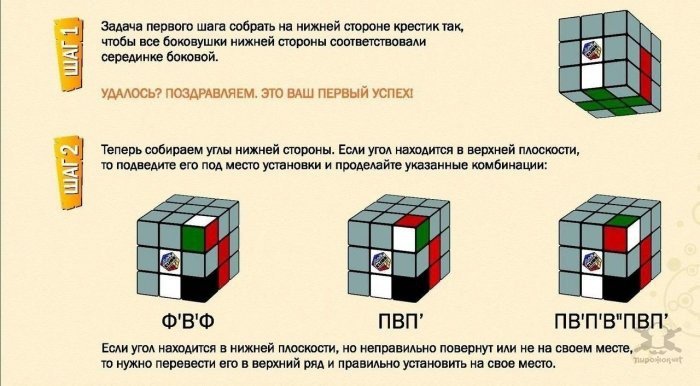 ШАГ 1
Задача первого шага собрать на нижней стороне крестик так,
чтобы все боковушки нижней стороны соответствовали
серединке боковой.
УДАЛОСЬ? ПОЗДРАВЛЯЕМ. ЭТО ВАШ ПЕРВЫЙ УСПЕХ!
ШАГ 2
Теперь собираем углы нижней стороны. Если угол находится в верхней плоскости,
то подведите его под место установки и проделайте указанные комбинации:
Ф'В'Ф
ПВП'
ПВ'П'В"ПВП'
Если угол находится в нижней плоскости, но неправильно повернут или не на своем месте,
то нужно перевести его в верхний ряд и правильно установить на свое место.